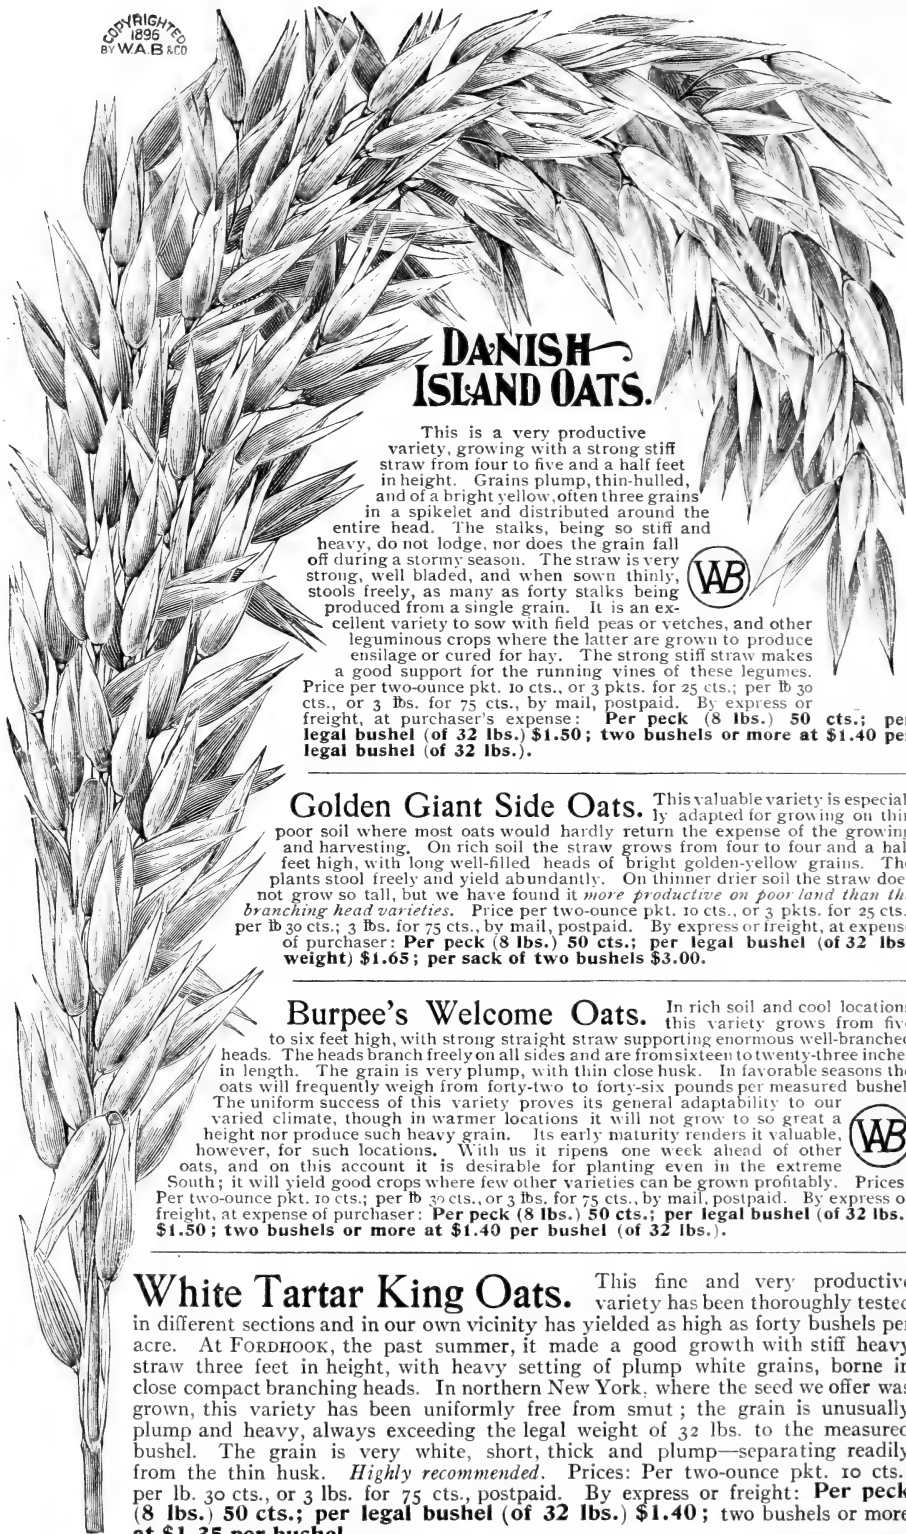 COPYRIGHTED
1896
BY W.A.B & CO
DANISH
ISLAND OATS.
This is a very productive
variety, growing with a strong stiff
straw from four to five and a half feet
in height. Grains plump, thin-hulled,
and of a bright yellow, often three grains
in a spikelet and distributed around the
entire head. The stalks, being so stiff and
heavy, do not lodge, nor does the grain fall
off during a stormy season. The straw is very
strong, well bladed, and when sown thinly,
stools freely, as many as forty stalks being
produced from a single grain. It is an ex-
cellent variety to sow with field peas or vetches, and other
leguminous crops where the latter are grown to produce
ensilage or cured for hay. The strong stiff straw makes
a good support for the running vines of these legumes.
Price per two-ounce pkt. 10 cts., or 3 pkts. for 25 cts.; per lb 30
cts., or 3 lbs. for 75 cts., by mail, postpaid. By express or
freight, at purchaser's expense: Per peck (8 lbs.) 50 cts.; per
legal bushel (of 32 lbs.) $1.50; two bushels or more at $1.40 pe
legal bushel (of 32 lbs.).
WAB
Golden Giant Side Oats. This valuable variety is especial
ly adapted for growing on thin
poor soil where most oats would hardly return the expense of the growing
and harvesting. On rich soil the straw grows from four to four and a hal
feet high, with long well-filled heads of bright golden-yellow grains. The
plants stool freely and yield abundantly. On thinner drier soil the straw doe
not grow so tall, but we have found it more productive on poor land than th
branching head varieties. Price per two-ounce pkt. 10 cts., or 3 pkts. for 25 cts.
per lb 30 cts.; 3 lbs. for 75 cts., by mail, postpaid. By express or freight, at expens
of purchaser: Per peck (8 lbs.) 50 cts.; per legal bushel (of 32 lbs
weight) $1.65; per sack of two bushels $3.00.
Burpee's Welcome Oats. In rich soil and cool location
this variety grows from fiv
to six feet high, with strong straight straw supporting enormous well-branched
heads. The heads branch freely on all sides and are from sixteen to twenty-three inche
in length. The grain is very plump, with thin close husk. In favorable seasons the
oats will frequently weigh from forty-two to forty-six pounds per measured bushel
The uniform success of this variety proves its general adaptability to our
varied climate, though in warmer locations it will not grow to so great a
height nor produce such heavy grain. Its early maturity renders it valuable,
however, for such locations. With us it ripens one week ahead of other
oats, and on this account it is desirable for planting even in the extreme
South; it will yield good crops where few other varieties can be grown profitably. Prices
Per two-ounce pkt. 10 cts.; per lb 30 cts., or 3 lbs. for 75 cts., by mail, postpaid. By express o
freight, at expense of purchaser: Per peck (8 lbs.) 50 cts.; per legal bushel (of 32 lbs.
$1.50; two bushels or more at $1.40 per bushel (of 32 lbs.).
WAB
White Tartar King Oats. This fine and very productive
variety has been thoroughly tested
in different sections and in our own vicinity has yielded as high as forty bushels per
acre. At FORDHOOK, the past summer, it made a good growth with stiff heavy
straw three feet in height, with heavy setting of plump white grains, borne in
close compact branching heads. In northern New York, where the seed we offer was
grown, this variety has been uniformly free from smut; the grain is unusually
plump and heavy, always exceeding the legal weight of 32 lbs. to the measured
bushel. The grain is very white, short, thick and plump—separating readily
from the thin husk. Highly recommended. Prices: Per two-ounce pkt. 10 cts.
per lb. 30 cts., or 3 lbs. for 75 cts., postpaid. By express or freight: Per peck
(8 lbs.) 50 cts.; per legal bushel (of 32 lbs.) $1.40; two bushels or more
at $1.35 per bushel.